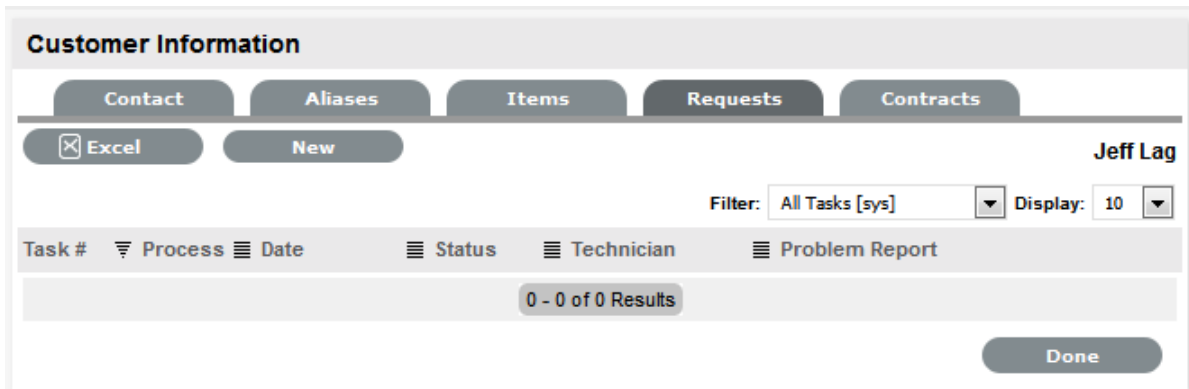 Customer Information
Contact Aliases Items Requests Contracts
Excel New Jeff Lag
Filter: All Tasks [sys] Display: 10
Task # Process Date Status Technician Problem Report
0 - 0 of 0 Results
Done